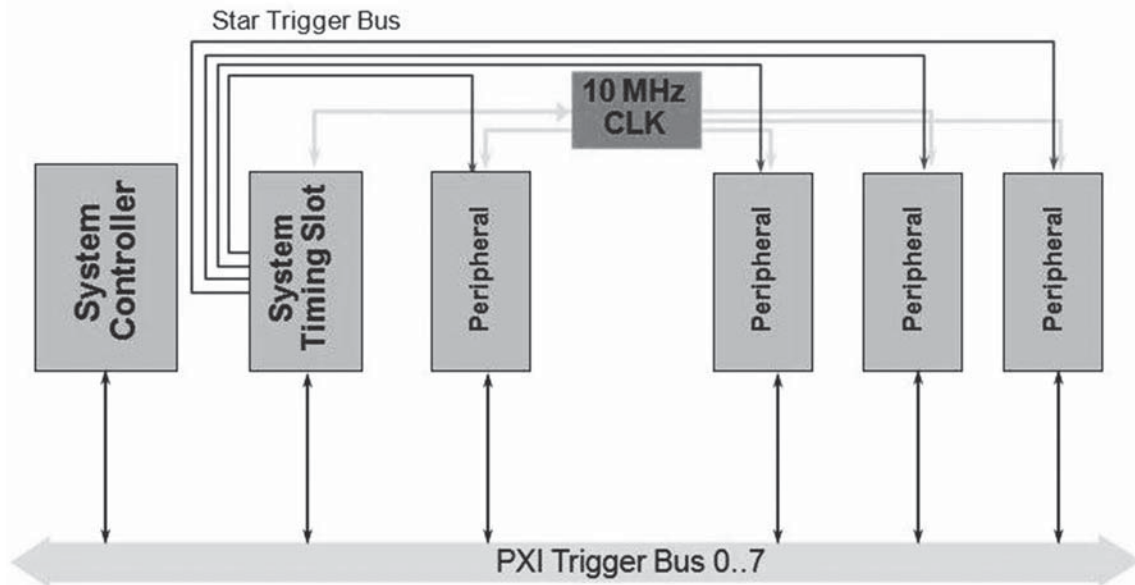 Star Trigger Bus
10 MHz
CLK
System
Controller
System
Timing Slot
Peripheral
Peripheral
Peripheral
Peripheral
PXI Trigger Bus 0..7